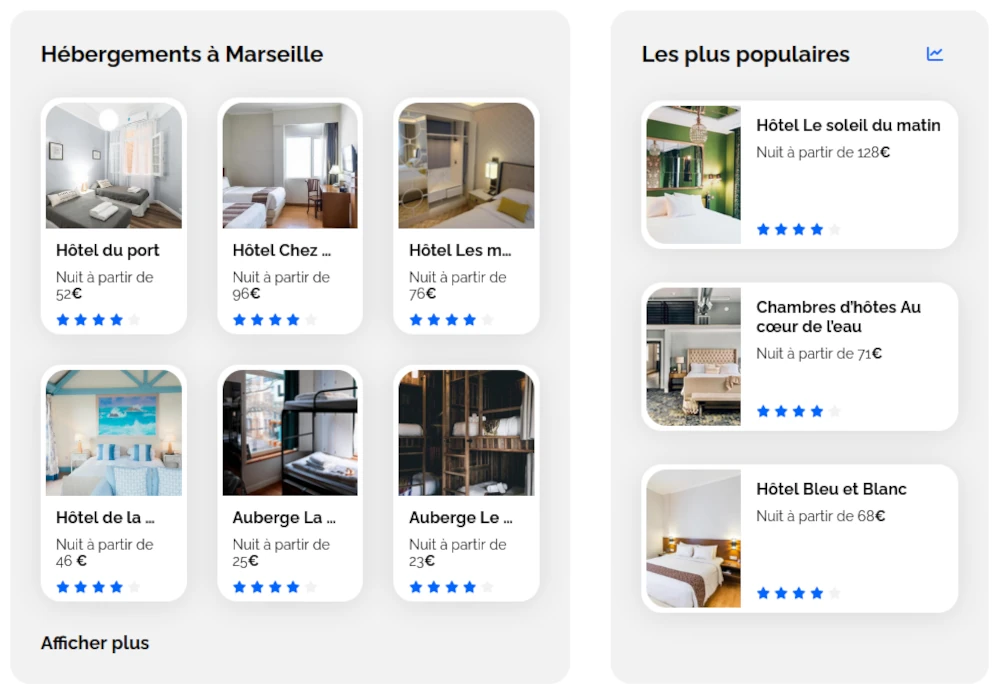 Hébergements à Marseille
Hôtel du port
Nuit à partir de
52€
Hôtel Chez ...
Nuit à partir de
96€
Hôtel Les m...
Nuit à partir de
76€
Hôtel de la ...
Nuit à partir de
46 €
Auberge La ...
Nuit à partir de
25€
Auberge Le ...
Nuit à partir de
23€
Afficher plus
Les plus populaires
Hôtel Le soleil du matin
Nuit à partir de 128€
Chambres d’hôtes Au
cœur de l’eau
Nuit à partir de 71€
Hôtel Bleu et Blanc
Nuit à partir de 68€